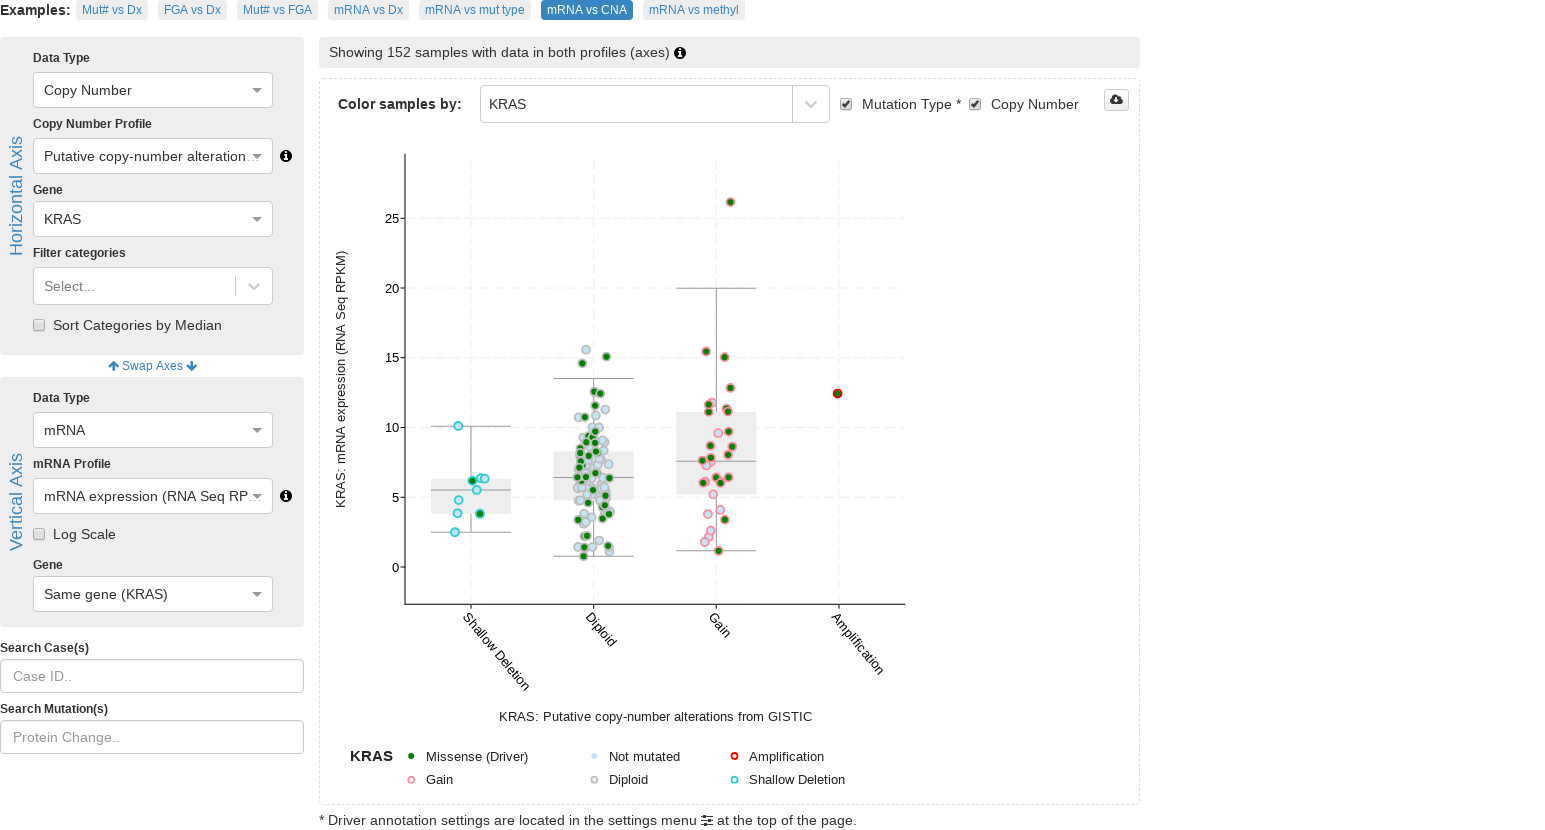 Examples: Mut# vs Dx FGA vs Dx Mut# vs FGA mRNA vs Dx mRNA vs mut type mRNA vs CNA mRNA vs methyl
Horizontal Axis
Data Type
Copy Number
Copy Number Profile
Putative copy-number alteration…
Gene
KRAS
Filter categories
Select...
Sort Categories by Median
Swap Axes
Vertical Axis
Data Type
mRNA
mRNA Profile
mRNA expression (RNA Seq RP…
Log Scale
Gene
Same gene (KRAS)
Search Case(s)
Case ID..
Search Mutation(s)
Protein Change..
Showing 152 samples with data in both profiles (axes)
Color samples by: KRAS Mutation Type * Copy Number
KRAS: mRNA expression (RNA Seq RPKM)
25
20
15
10
5
0
Shallow Deletion
Diploid
Gain
Amplification
KRAS: Putative copy-number alterations from GISTIC
KRAS Missense (Driver) Not mutated Amplification
Gain Diploid Shallow Deletion
* Driver annotation settings are located in the settings menu at the top of the page.